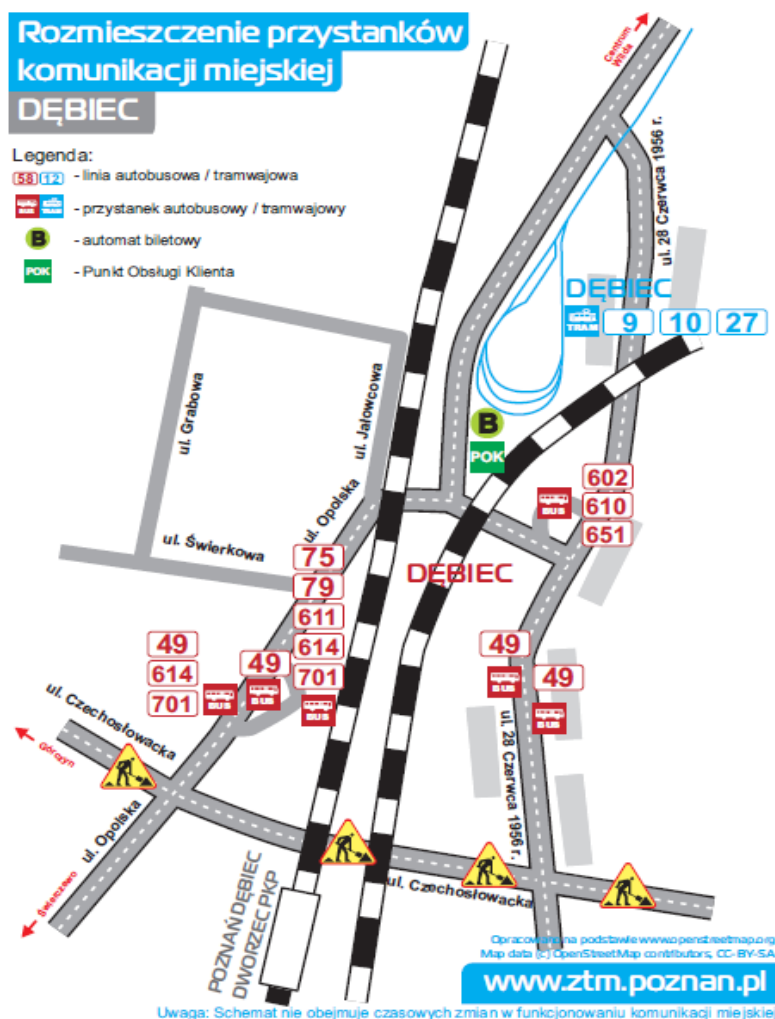 Rozmieszczenie przystanków
komunikacji miejskiej
DĘBIEC
Legenda:
58 12 - linia autobusowa / tramwajowa
BUS TRAM - przystanek autobusowy / tramwajowy
B - automat biletowy
POK - Punkt Obsługi Klienta
Centrum
Wilda
ul. 28 Czerwca 1956 r.
DĘBIEC
TRAM 9 10 27
ul. Grabowa
ul. Jałowcowa
B
POK
ul. Opolska
ul. Świerkowa
602
BUS 610
651
DĘBIEC
75
79
611
614
701
BUS
49
614
701 BUS
49
BUS
49
BUS
49
BUS
ul. 28 Czerwca 1956 r.
ul. Czechosłowacka
Górczyn
ul. Opolska
Świerczewo
ul. Czechosłowacka
POZNAŃ DĘBIEC
DWORZEC PKP
Opracowano na podstawie www.openstreetmap.org
Map data (c) OpenStreetMap contributors, CC-BY-SA
www.ztm.poznan.pl
Uwaga: Schemat nie obejmuje czasowych zmian w funkcjonowaniu komunikacji miejskiej